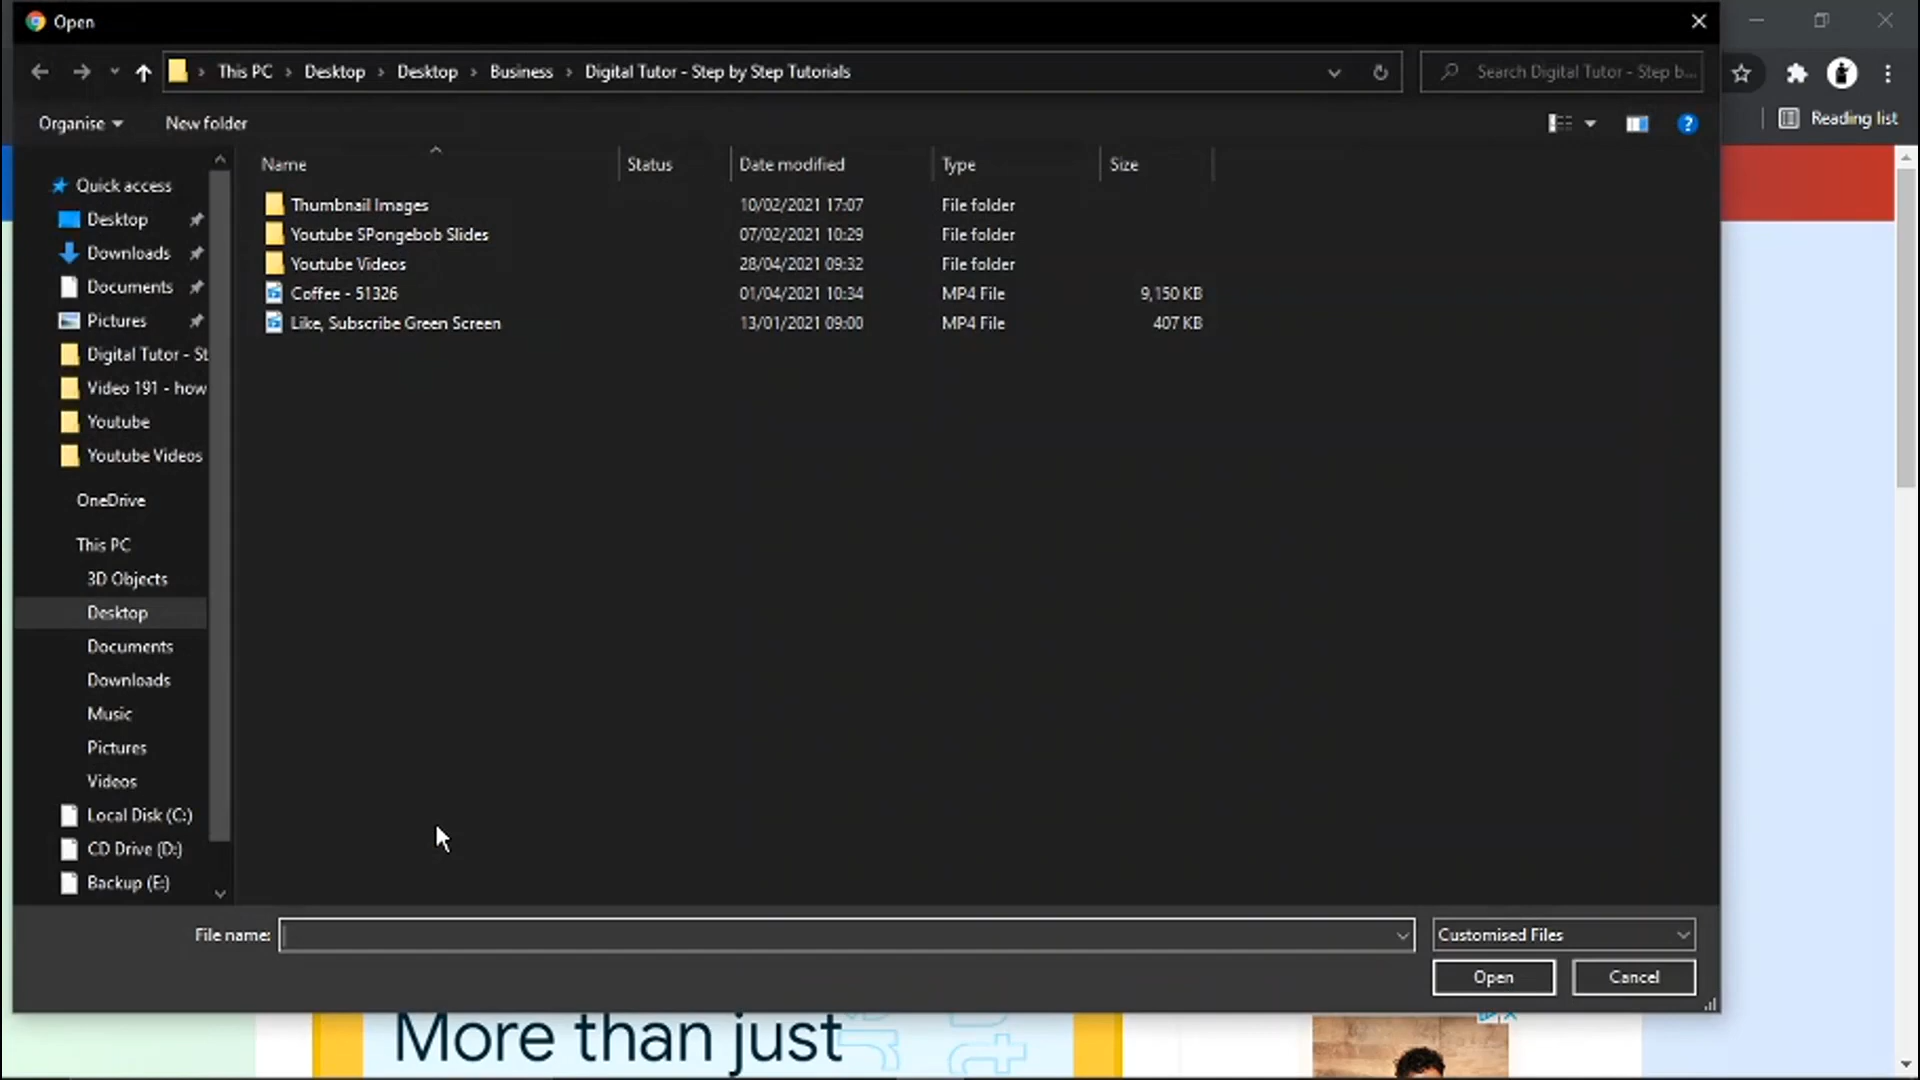 Open
This PC > Desktop > Desktop > Business > Digital Tutor - Step by Step Tutorials
Search Digital Tutor - Step b...
Organise
New folder
Reading list
Name
Status
Date modified
Type
Size
Quick access
Desktop
Downloads
Documents
Pictures
Digital Tutor - St
Video 191 - how
Youtube
Youtube Videos
OneDrive
This PC
3D Objects
Desktop
Documents
Downloads
Music
Pictures
Videos
Local Disk (C:)
CD Drive (D:)
Backup (E:)
Thumbnail Images 10/02/2021 17:07 File folder
Youtube SPongebob Slides 07/02/2021 10:29 File folder
Youtube Videos 28/04/2021 09:32 File folder
Coffee - 51326 01/04/2021 10:34 MP4 File 9,150 KB
Like, Subscribe Green Screen 13/01/2021 09:00 MP4 File 407 KB
File name:
Customised Files
Open
Cancel
More than just